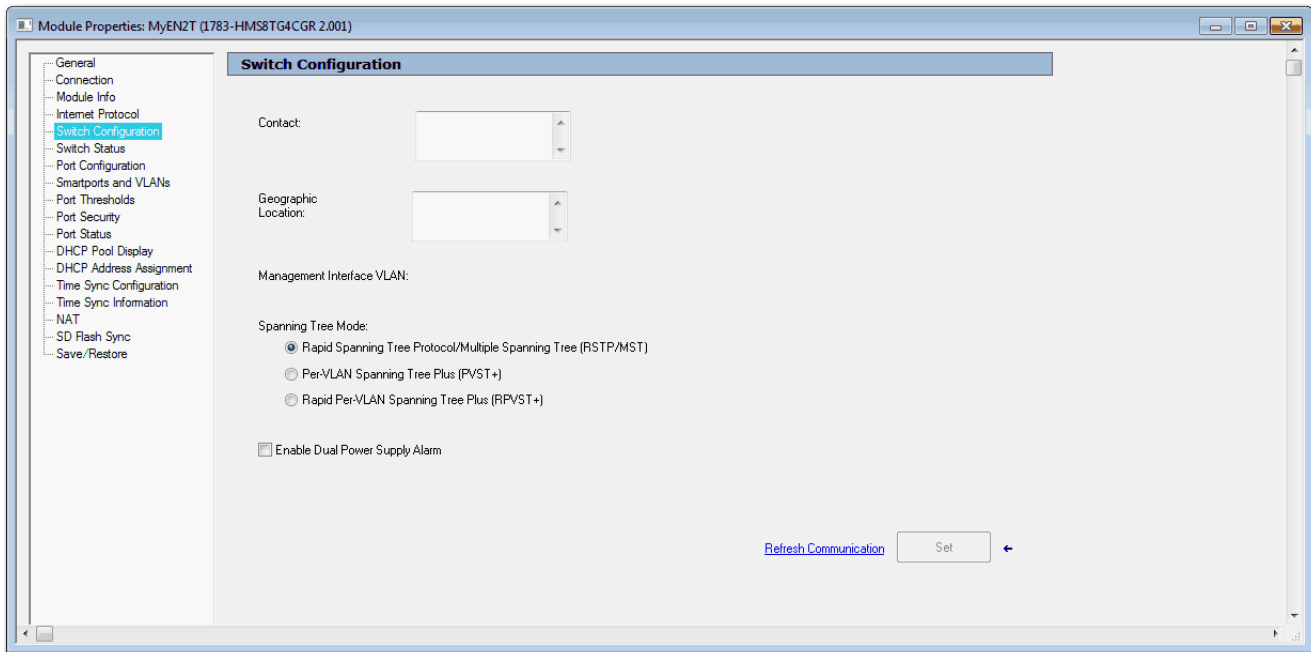 Module Properties: MyEN2T (1783-HMS8TG4CGR 2.001)
General
Connection
Module Info
Internet Protocol
Switch Configuration
Switch Status
Port Configuration
Smartports and VLANs
Port Thresholds
Port Security
Port Status
DHCP Pool Display
DHCP Address Assignment
Time Sync Configuration
Time Sync Information
NAT
SD Flash Sync
Save/Restore
Switch Configuration
Contact:
Geographic
Location:
Management Interface VLAN:
Spanning Tree Mode:
Rapid Spanning Tree Protocol/Multiple Spanning Tree (RSTP/MST)
Per-VLAN Spanning Tree Plus (PVST+)
Rapid Per-VLAN Spanning Tree Plus (RPVST+)
Enable Dual Power Supply Alarm
Refresh Communication
Set